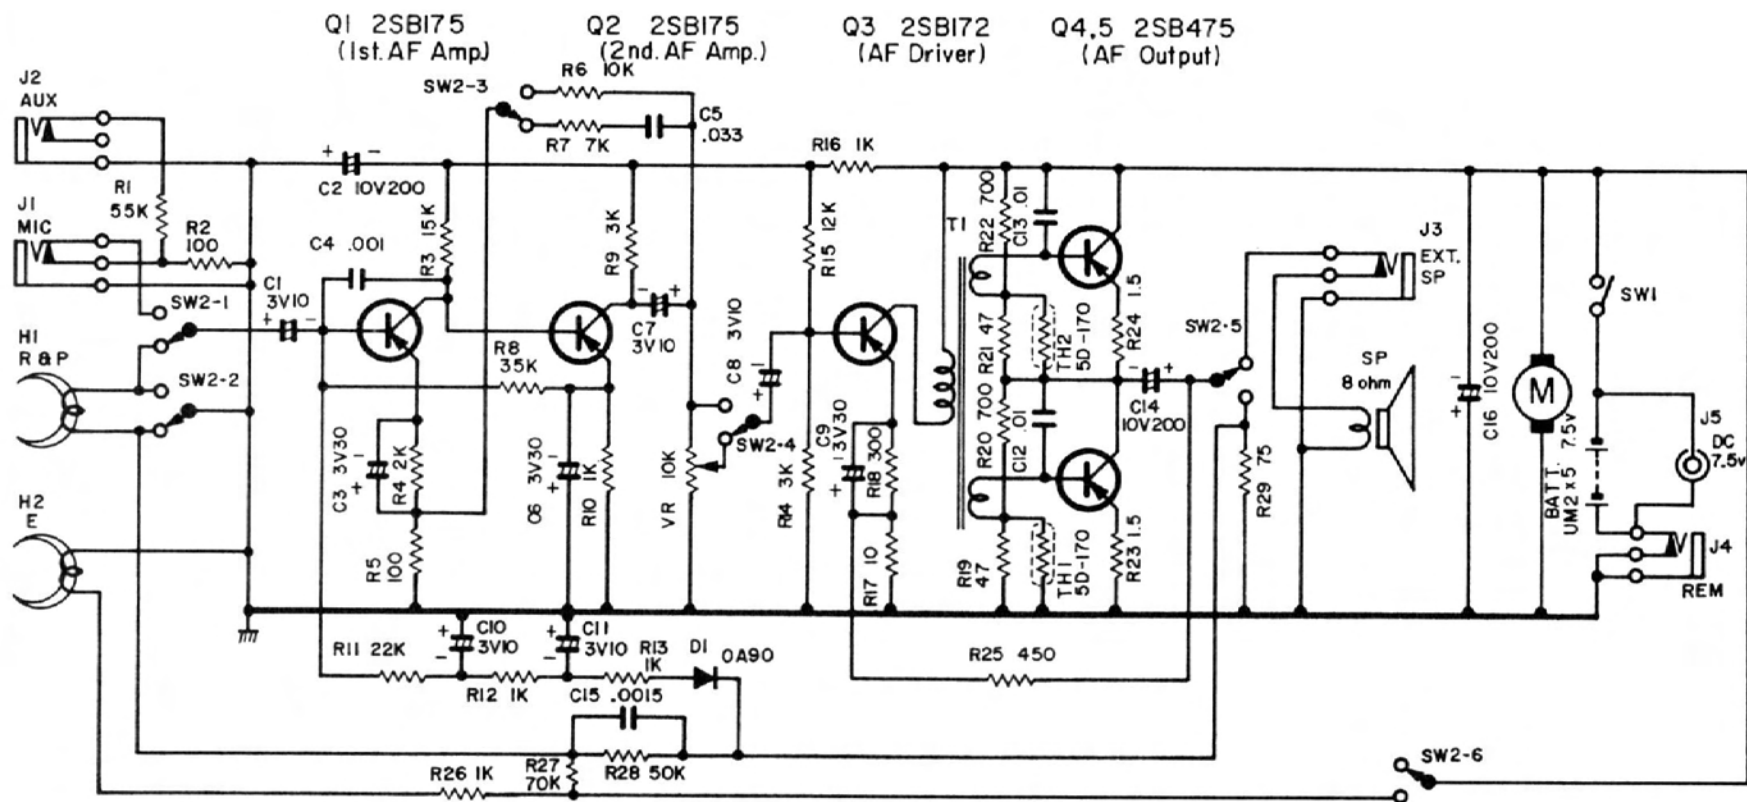 Q1 2SB175
(1st. AF Amp.)
Q2 2SB175
(2nd. AF Amp.)
Q3 2SB172
(AF Driver)
Q4,5 2SB475
(AF Output)
J2
AUX
J1
MIC
R1
55K
R2
100
H1
R & P
H2
E
SW2-1
SW2-2
C1
3V10
+
-
+
-
C2 10V200
C4 .001
R3 15K
SW2-3
R6 10K
R7 7K
C5
.033
R9 3K
-
+
C7
3V10
R8
35K
C3 3V30
-
+
R4 2K
R5
100
C6 3V30
-
+
R10 1K
VR 10K
C8 3V10
-
+
SW2-4
R16 1K
R15 12K
R14 3K
C9 3V30
-
+
R18 300
R17 10
T1
R22 700
C13 .01
R21 47
TH2
5D-170
R24 1.5
R20 700
C12 .01
R19
47
TH1
5D-170
R23 1.5
-
+
C14
10V200
SW2-5
R29 75
J3
EXT.
SP
SP
8 ohm
C16 10V200
-
+
M
SW1
BATT. 7.5v
UM2 x 5
J5
DC
7.5v
J4
REM
R11 22K
+
-
C10
3V10
R12 1K
+
-
C11
3V10
R13
1K
D1
OA90
C15 .0015
R28 50K
R27
70K
R26 1K
R25 450
SW2-6